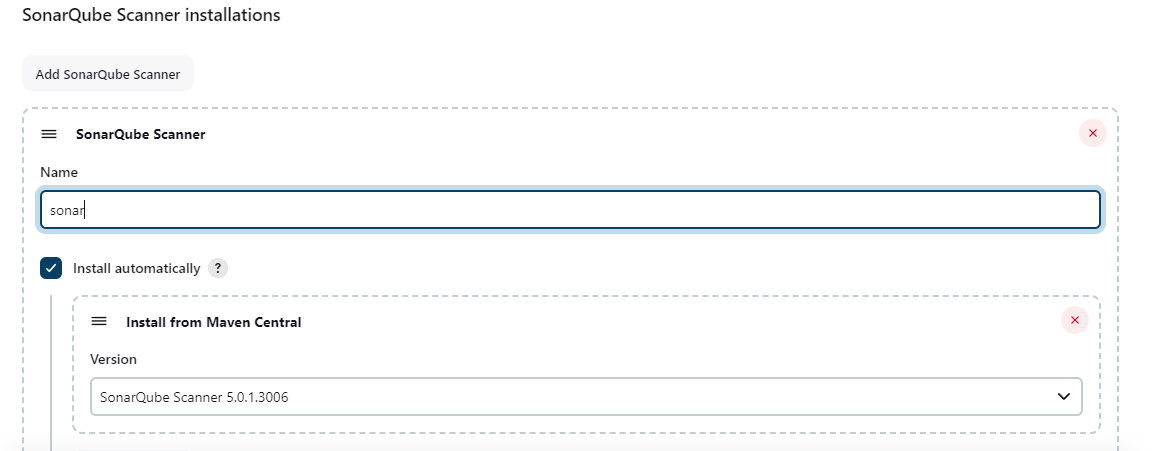 SonarQube Scanner installations
Add SonarQube Scanner
SonarQube Scanner
Name
sonar
Install automatically ?
Install from Maven Central
Version
SonarQube Scanner 5.0.1.3006